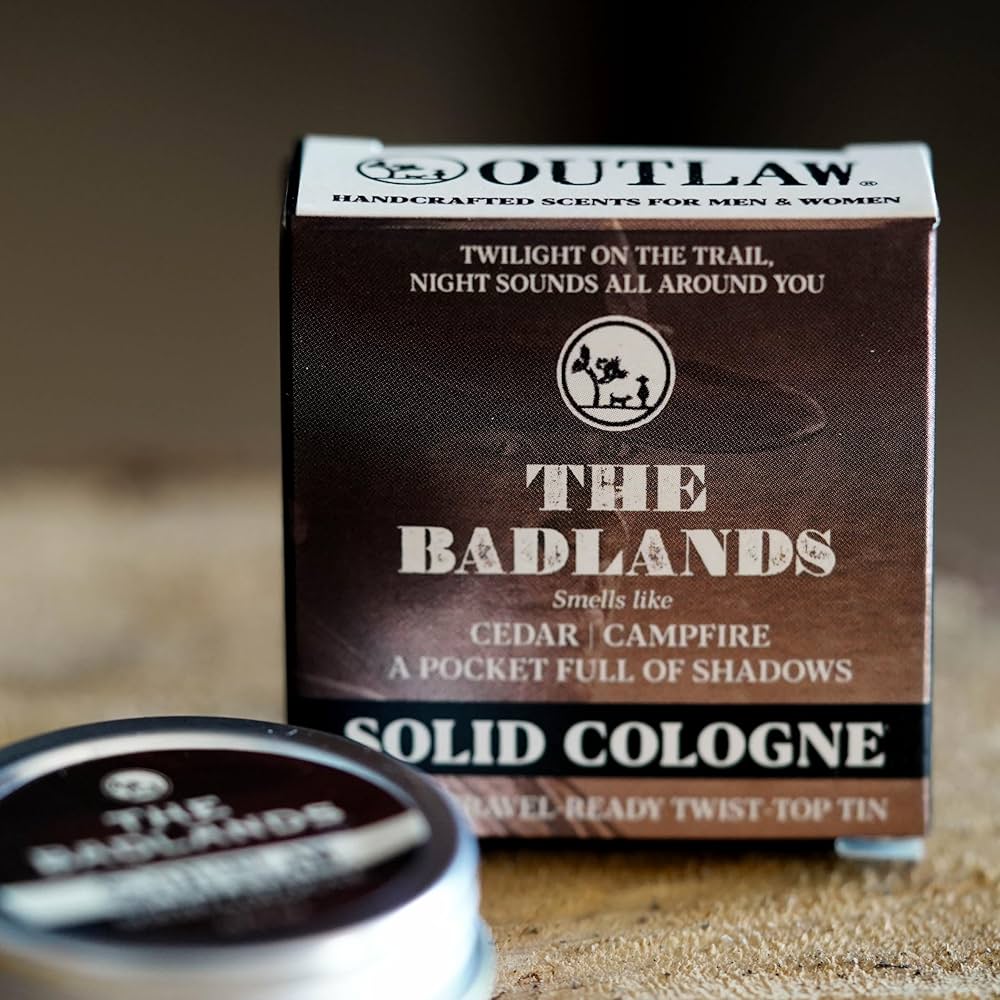 OUTLAW®
HANDCRAFTED SCENTS FOR MEN & WOMEN
TWILIGHT ON THE TRAIL,
NIGHT SOUNDS ALL AROUND YOU
THE
BADLANDS
Smells like
CEDAR | CAMPFIRE
A POCKET FULL OF SHADOWS
SOLID COLOGNE
RAVEL-READY TWIST-TOP TIN
THE
BADLANDS